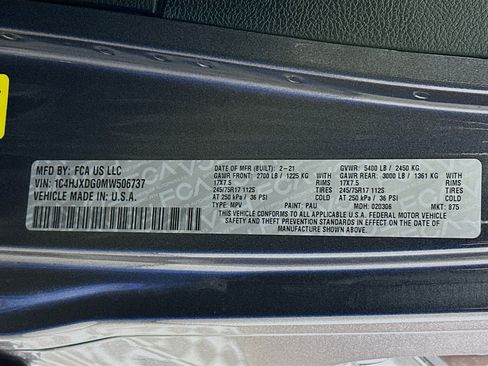 MFD BY: FCA US LLC
VIN: 1C4HJXDG0MW506737
VEHICLE MADE IN: U.S.A.
DATE OF MFR (BUILT): 2-21 GVWR: 5400 LB / 2450 KG
GAWR FRONT: 2700 LB / 1225 KG WITH GAWR REAR: 3000 LB / 1361 KG WITH
17X7.5 RIMS 17X7.5 RIMS
245/75R17 112S TIRES 245/75R17 112S TIRES
AT 250 kPa / 36 PSI COLD AT 250 kPa / 36 PSI COLD
TYPE: MPV PAINT: PAU MDH: 020306 MKT: 875
THIS VEHICLE CONFORMS TO ALL APPLICABLE U.S.A. FEDERAL MOTOR VEHICLE
SAFETY AND THEFT PREVENTION STANDARDS IN EFFECT ON THE DATE OF
MANUFACTURE SHOWN ABOVE.